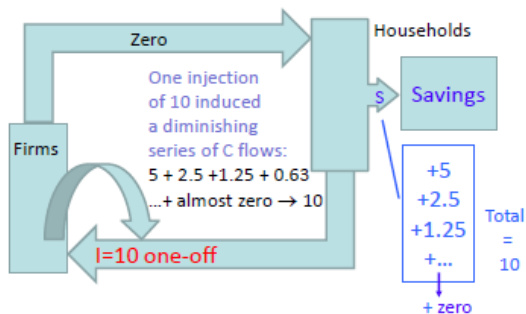 Households
Zero
One injection
of 10 induced
a diminishing
series of C flows:
5 + 2.5 +1.25 + 0.63
...+ almost zero → 10
S
Savings
Firms
I=10 one-off
+5
+2.5
+1.25
+...
+ zero
Total
=
10